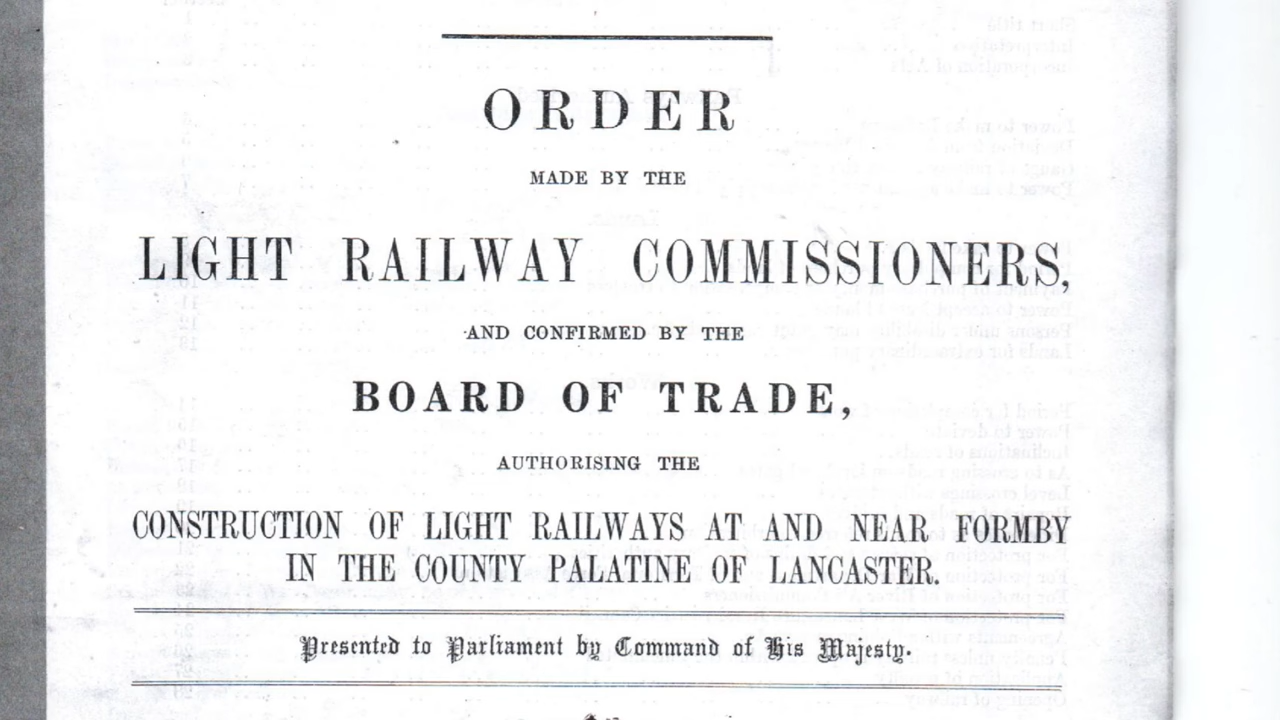 ORDER
MADE BY THE
LIGHT RAILWAY COMMISSIONERS,
AND CONFIRMED BY THE
BOARD OF TRADE,
AUTHORISING THE
CONSTRUCTION OF LIGHT RAILWAYS AT AND NEAR FORMBY
IN THE COUNTY PALATINE OF LANCASTER.
Presented to Parliament by Command of His Majesty.